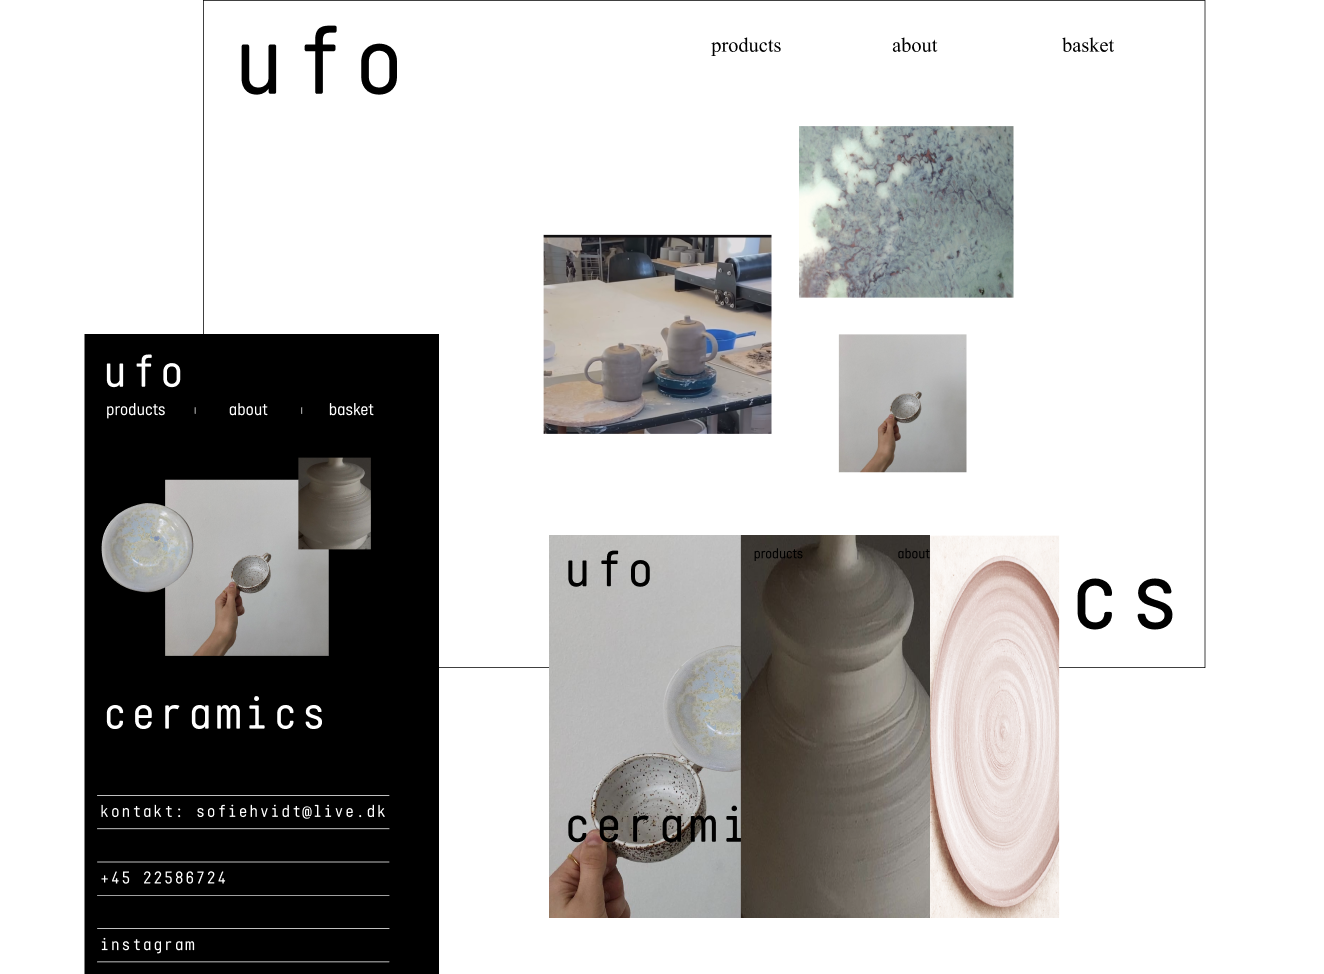 ufo
products about basket
ufo
products about basket
ceramics
kontakt: sofiehvidt@live.dk
+45 22586724
instagram
ufo
products about
cerami
cs